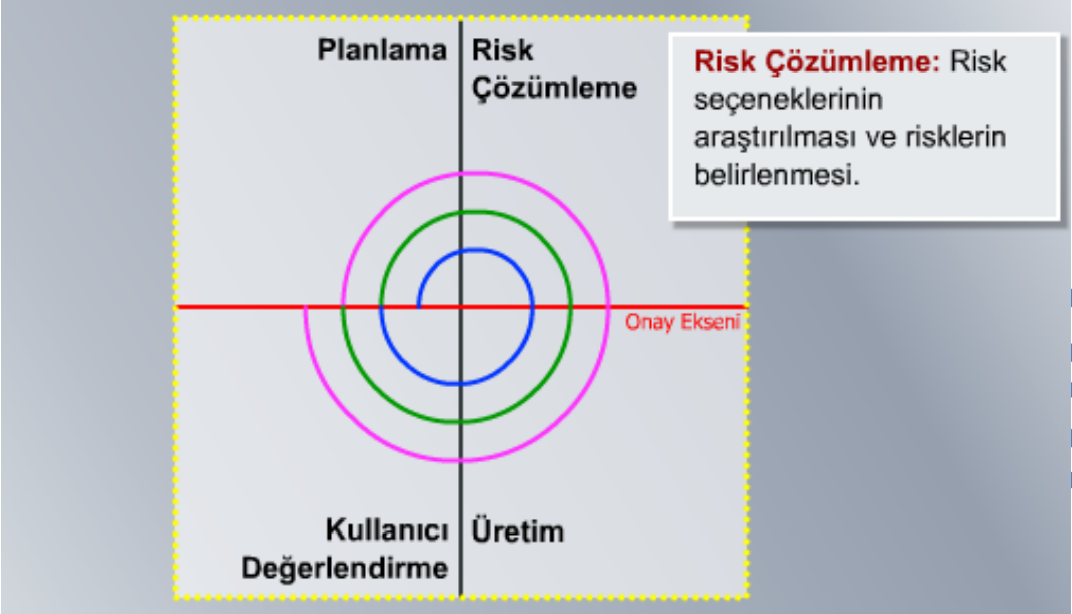 Planlama
Risk
Çözümleme
Risk Çözümleme: Risk
seçeneklerinin
araştırılması ve risklerin
belirlenmesi.
Onay Ekseni
Kullanıcı
Değerlendirme
Üretim